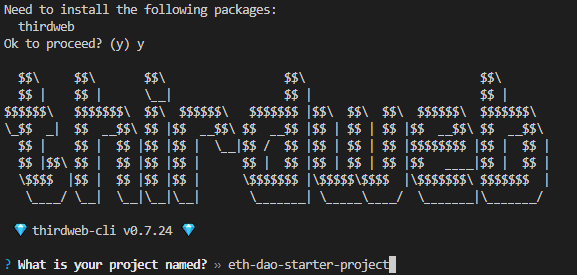 Need to install the following packages:
  thirdweb
Ok to proceed? (y) y
thirdweb
💎 thirdweb-cli v0.7.24 💎
? What is your project named? » eth-dao-starter-project